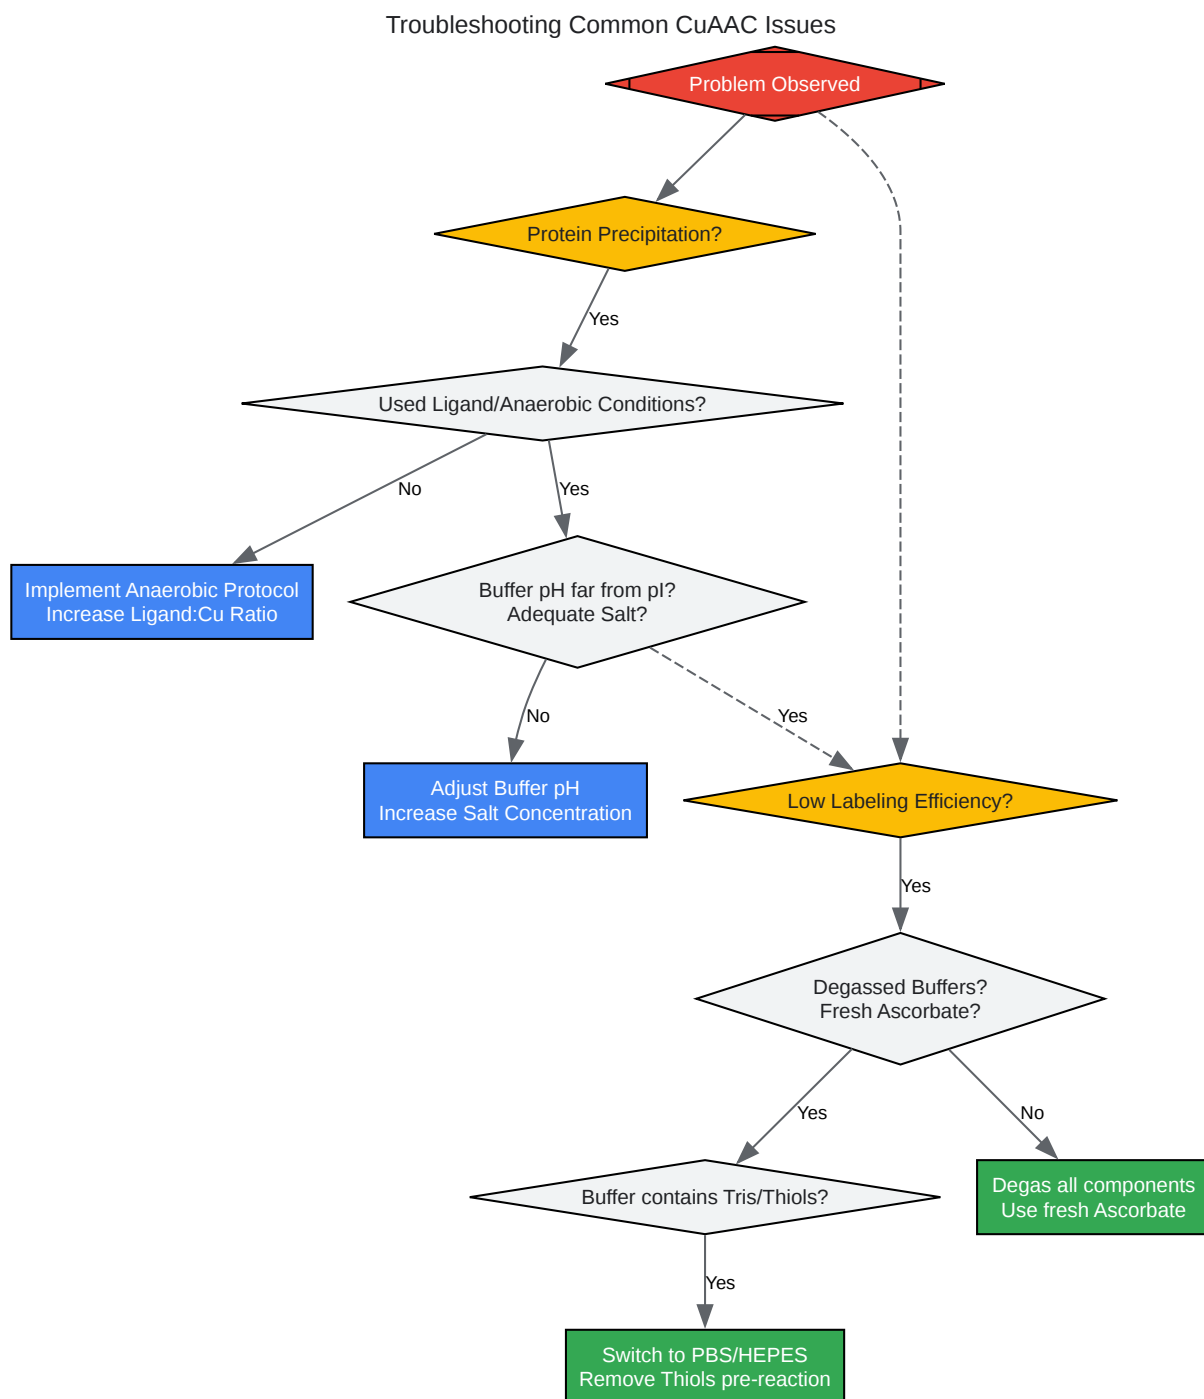 Troubleshooting Common CuAAC Issues
Problem Observed
Protein Precipitation?
Yes
Used Ligand/Anaerobic Conditions?
No
Yes
Implement Anaerobic Protocol
Increase Ligand:Cu Ratio
Buffer pH far from pI?
Adequate Salt?
No
Yes
Adjust Buffer pH
Increase Salt Concentration
Low Labeling Efficiency?
Yes
Degassed Buffers?
Fresh Ascorbate?
Yes
No
Buffer contains Tris/Thiols?
Degas all components
Use fresh Ascorbate
Yes
Switch to PBS/HEPES
Remove Thiols pre-reaction